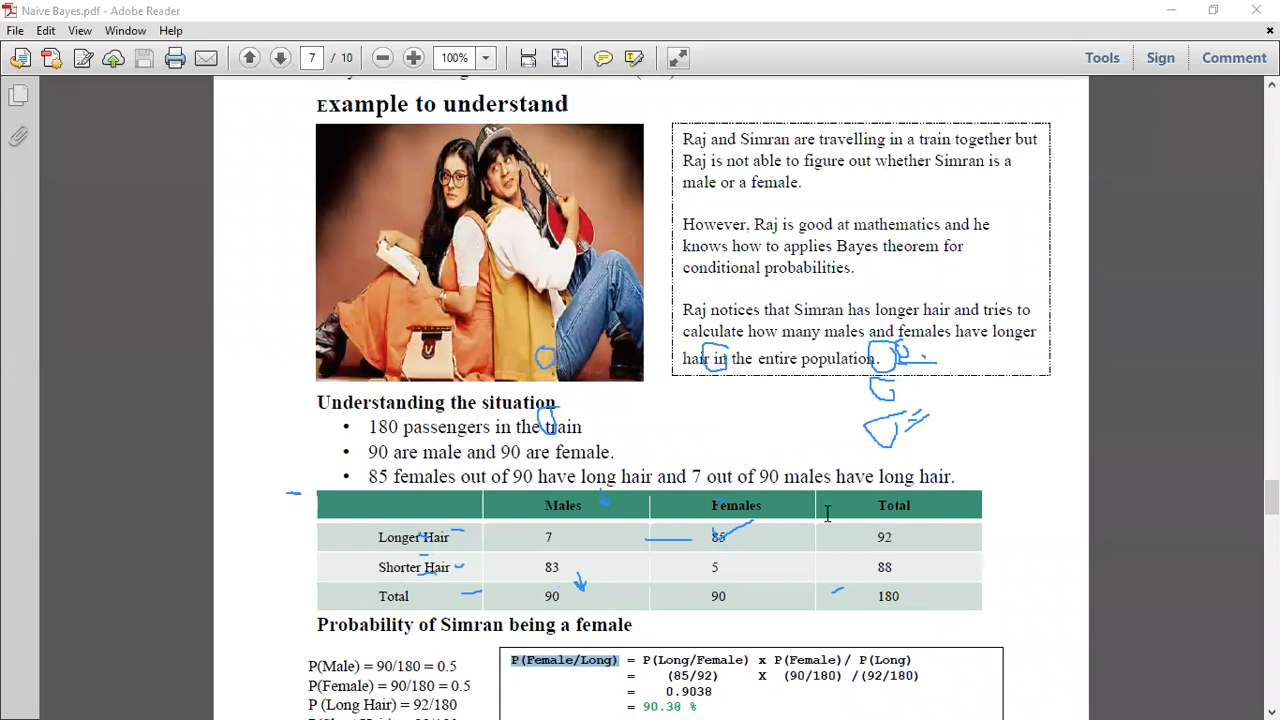 Naive Bayes.pdf - Adobe Reader
File Edit View Window Help
7 / 10 100% Tools Sign Comment
Example to understand
Raj and Simran are travelling in a train together but
Raj is not able to figure out whether Simran is a
male or a female.
However, Raj is good at mathematics and he
knows how to applies Bayes theorem for
conditional probabilities.
Raj notices that Simran has longer hair and tries to
calculate how many males and females have longer
hair in the entire population.
Understanding the situation
• 180 passengers in the train
• 90 are male and 90 are female.
• 85 females out of 90 have long hair and 7 out of 90 males have long hair.
Males Females Total
Longer Hair 7 85 92
Shorter Hair 83 5 88
Total 90 90 180
Probability of Simran being a female
P(Male) = 90/180 = 0.5
P(Female) = 90/180 = 0.5
P (Long Hair) = 92/180
P(Female/Long) = P(Long/Female) x P(Female)/ P(Long)
= (85/92) X (90/180) /(92/180)
= 0.9038
= 90.38 %